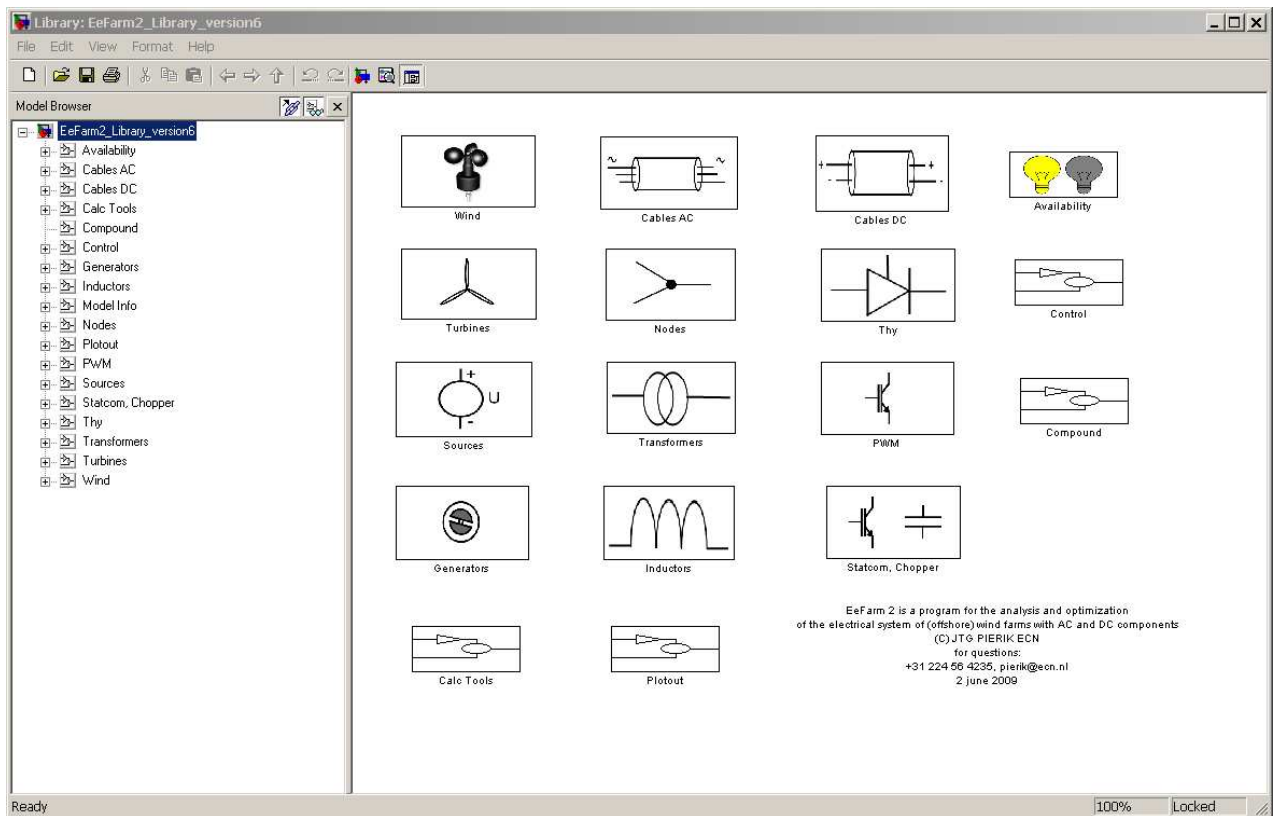 Library: EeFarm2_Library_version6
File Edit View Format Help
Model Browser
EeFarm2_Library_version6
Availability
Cables AC
Cables DC
Calc Tools
Compound
Control
Generators
Inductors
Model Info
Nodes
Plotout
PWM
Sources
Statcom, Chopper
Thy
Transformers
Turbines
Wind
~ ~
+ +
- -
Wind
Cables AC
Cables DC
Availability
Turbines
Nodes
Thy
Control
+
U
-
Sources
Transformers
PWM
Compound
Generators
Inductors
Statcom, Chopper
Calc Tools
Plotout
EeFarm 2 is a program for the analysis and optimization
of the electrical system of (offshore) wind farms with AC and DC components
(C) JTG PIERIK ECN
for questions:
+31 224 56 4235, pierik@ecn.nl
2 june 2009
Ready
100%
Locked